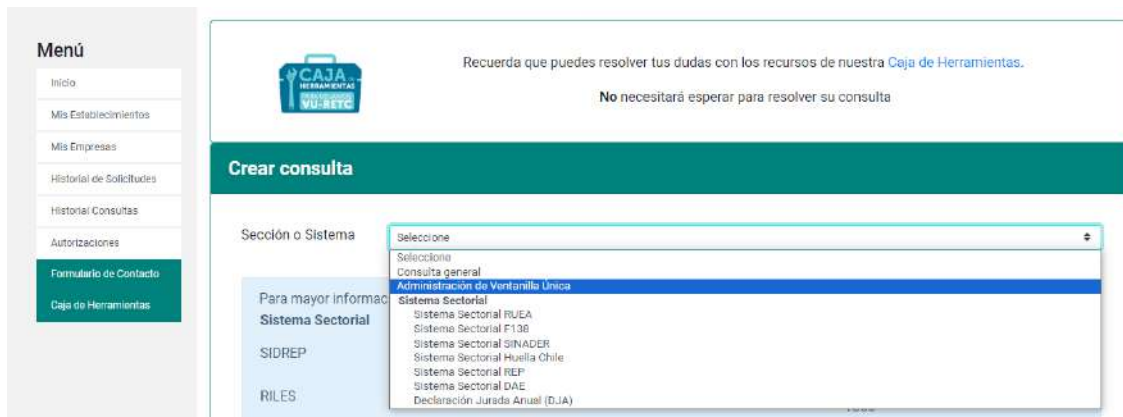 Menú
Inicio
Mis Establecimientos
Mis Empresas
Historial de Solicitudes
Historial Consultas
Autorizaciones
Formulario de Contacto
Caja de Herramientas
CAJA DE
HERRAMIENTAS
VU-RETC
Recuerda que puedes resolver tus dudas con los recursos de nuestra Caja de Herramientas.
No necesitará esperar para resolver su consulta
Crear consulta
Sección o Sistema
Seleccione
Seleccione
Consulta general
Administración de Ventanilla Única
Sistema Sectorial
Sistema Sectorial RUEA
Sistema Sectorial F138
Sistema Sectorial SINADER
Sistema Sectorial Huella Chile
Sistema Sectorial REP
Sistema Sectorial DAE
Declaración Jurada Anual (DJA)
Para mayor informac
Sistema Sectorial
SIDREP
RILES